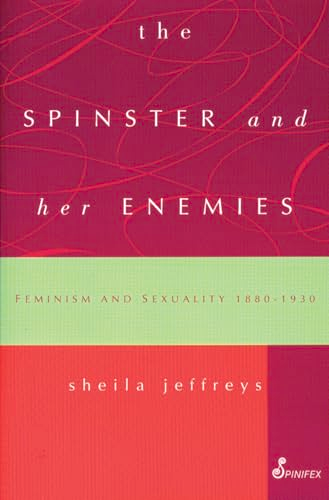 the
SPINSTER and
her ENEMIES
FEMINISM AND SEXUALITY 1880-1930
sheila jeffreys
SPINIFEX